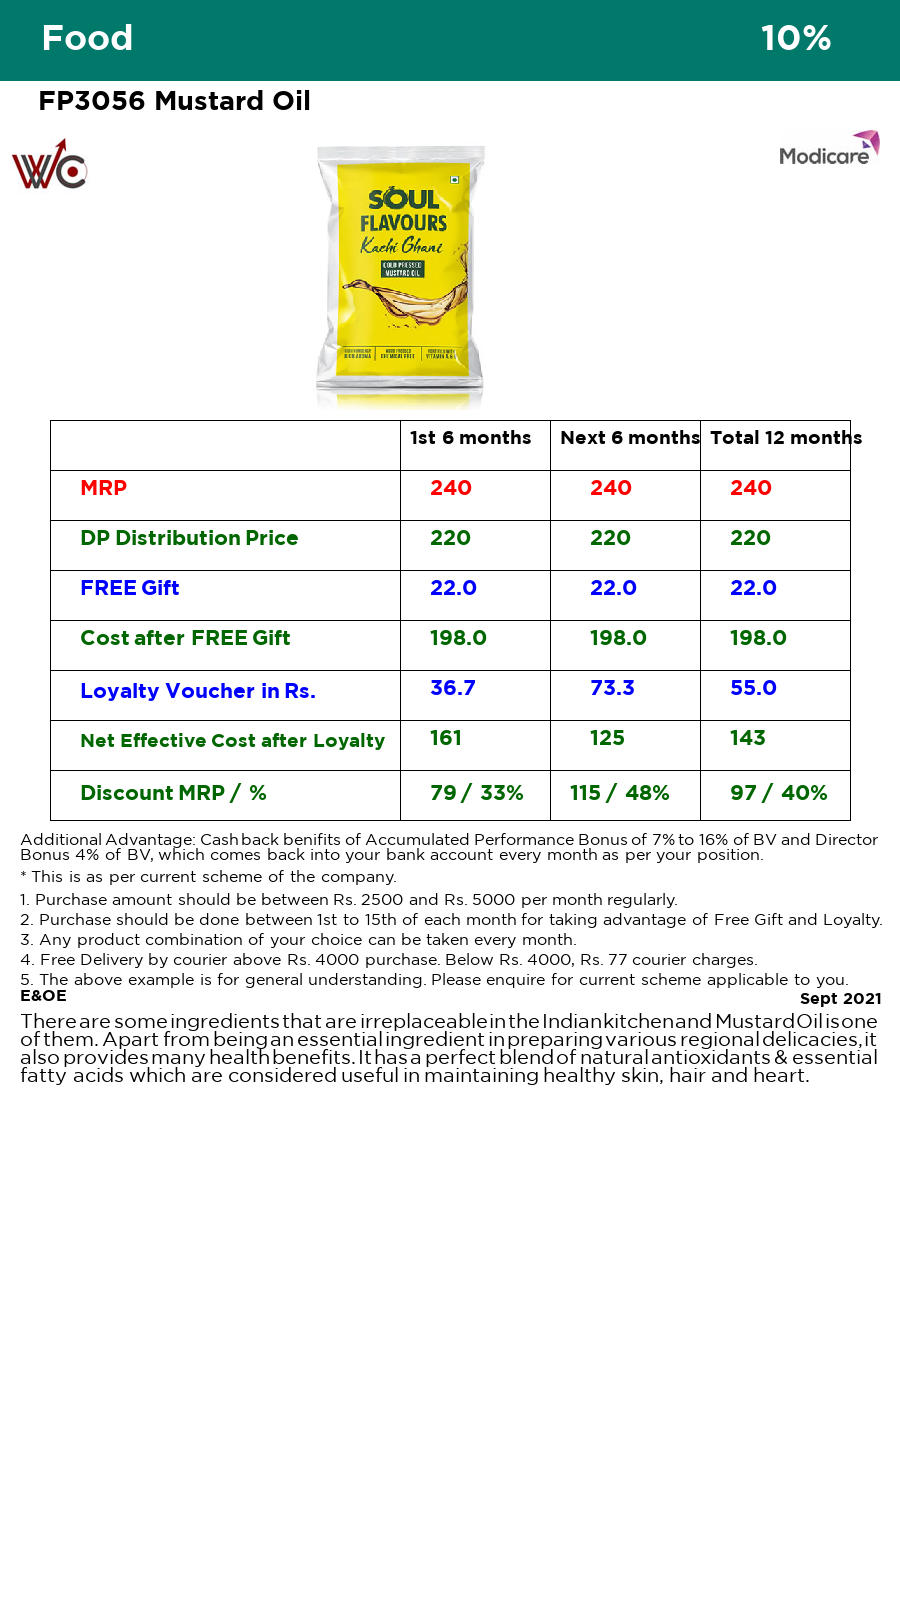 Food 10%
FP3056 Mustard Oil
WC
Modicare
SOUL
FLAVOURS
Kachi Ghani
COLD PRESSED
MUSTARD OIL
1st 6 months Next 6 months Total 12 months
MRP 240 240 240
DP Distribution Price 220 220 220
FREE Gift 22.0 22.0 22.0
Cost after FREE Gift 198.0 198.0 198.0
Loyalty Voucher in Rs. 36.7 73.3 55.0
Net Effective Cost after Loyalty 161 125 143
Discount MRP / % 79 / 33% 115 / 48% 97 / 40%
Additional Advantage: Cashback benifits of Accumulated Performance Bonus of 7% to 16% of BV and Director
Bonus 4% of BV, which comes back into your bank account every month as per your position.
* This is as per current scheme of the company.
1. Purchase amount should be between Rs. 2500 and Rs. 5000 per month regularly.
2. Purchase should be done between 1st to 15th of each month for taking advantage of Free Gift and Loyalty.
3. Any product combination of your choice can be taken every month.
4. Free Delivery by courier above Rs. 4000 purchase. Below Rs. 4000, Rs. 77 courier charges.
5. The above example is for general understanding. Please enquire for current scheme applicable to you.
E&OE Sept 2021
There are some ingredients that are irreplaceable in the Indian kitchen and Mustard Oil is one
of them. Apart from being an essential ingredient in preparing various regional delicacies, it
also provides many health benefits. It has a perfect blend of natural antioxidants & essential
fatty acids which are considered useful in maintaining healthy skin, hair and heart.